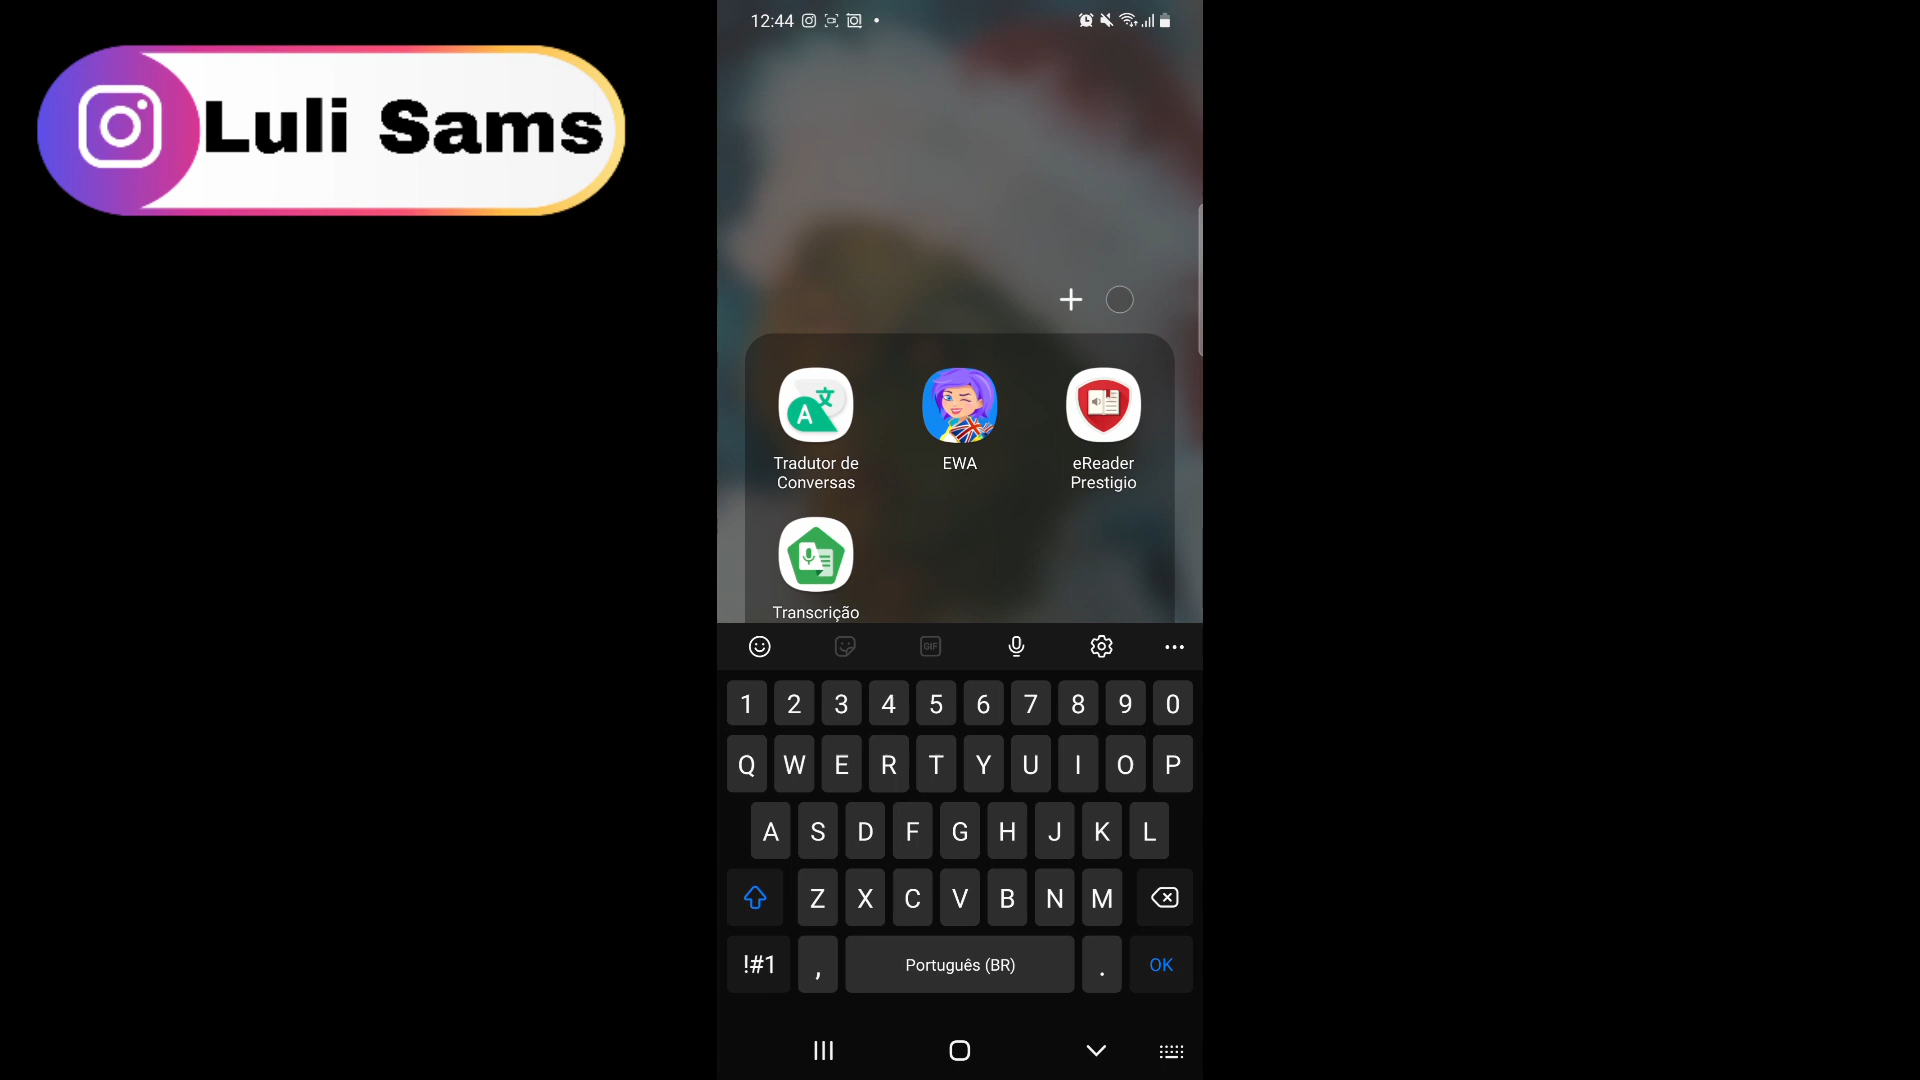 12:44
Luli Sams
Tradutor de
Conversas
EWA
eReader
Prestigio
Transcrição
GIF
1 2 3 4 5 6 7 8 9 0
Q W E R T Y U I O P
A S D F G H J K L
Z X C V B N M
!#1 , Português (BR) . OK